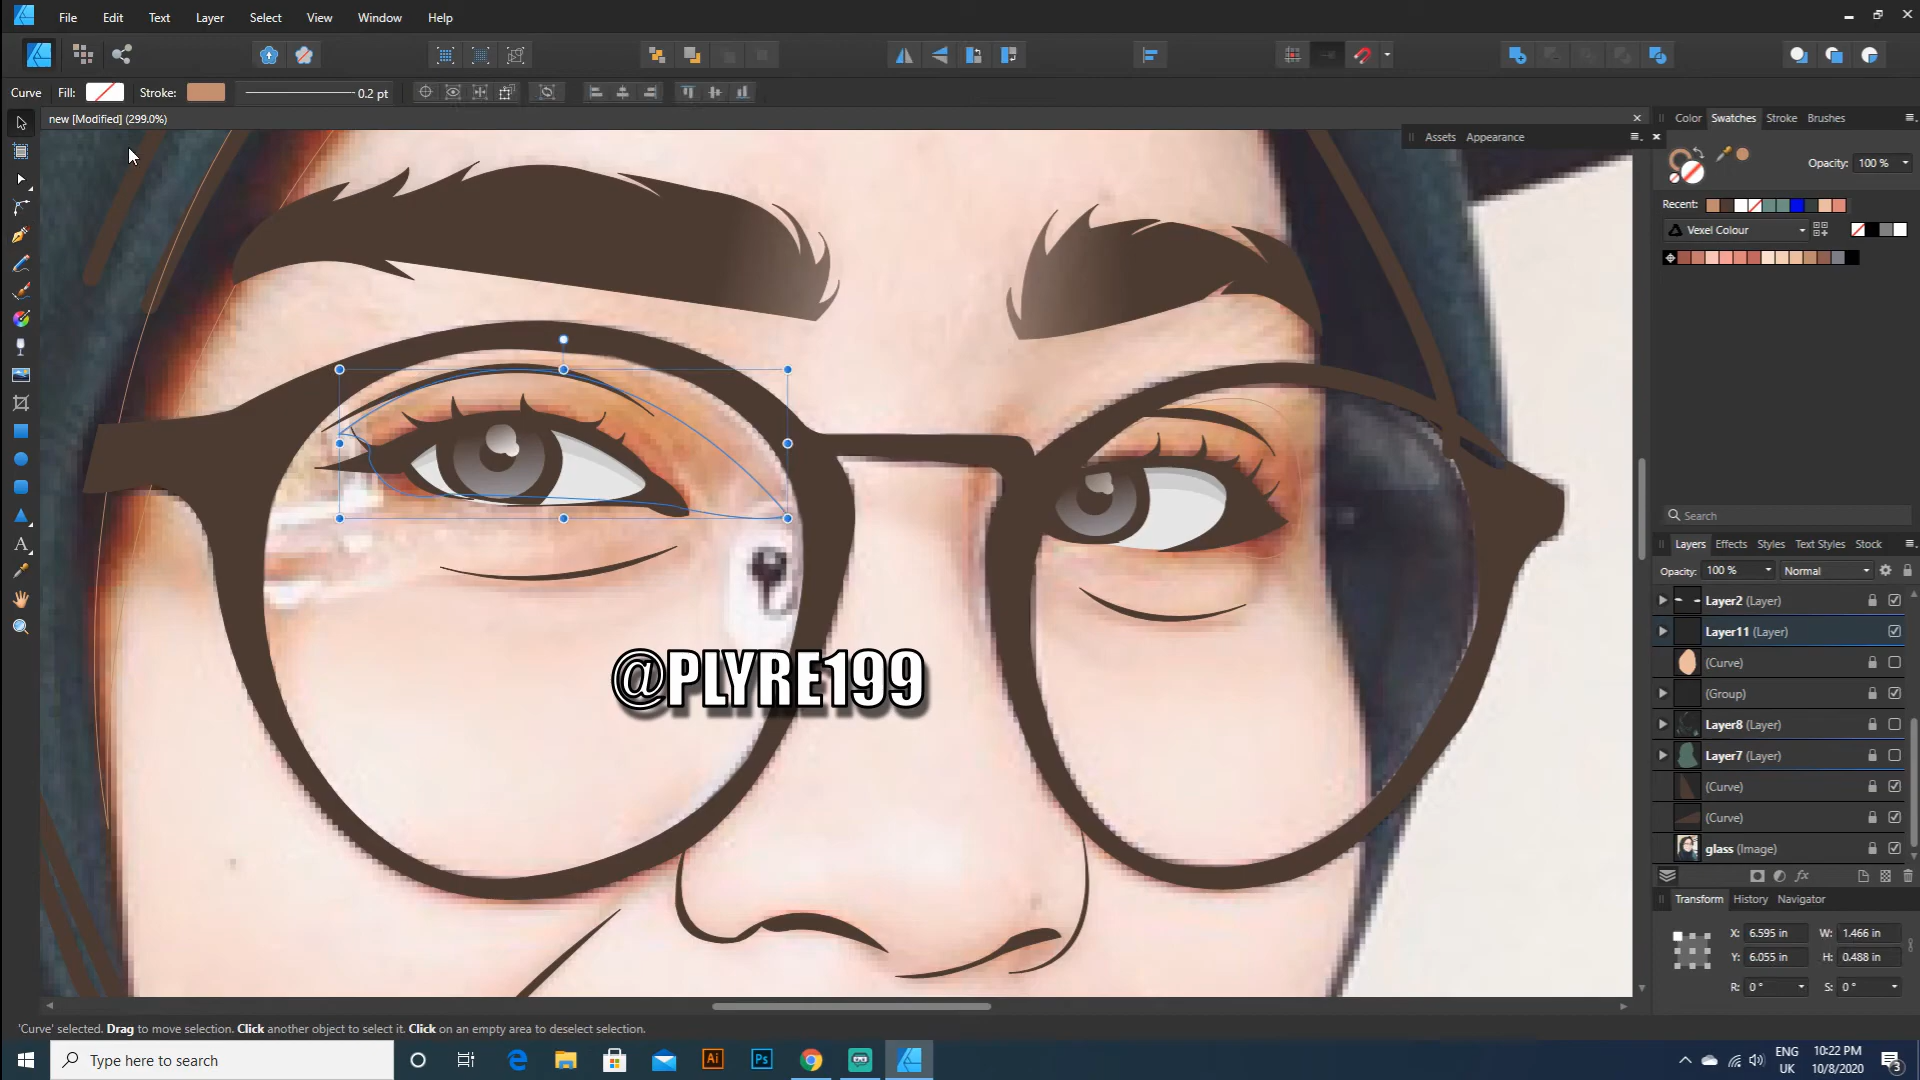 File Edit Text Layer Select View Window Help
Curve Fill: Stroke: 0.2 pt
new [Modified] (299.0%)
Assets Appearance
Color Swatches Stroke Brushes
Opacity: 100 %
Recent:
Vexel Colour
Search
Layers Effects Styles Text Styles Stock
Opacity: 100 % Normal
Layer2 (Layer)
Layer11 (Layer)
(Curve)
(Group)
Layer8 (Layer)
Layer7 (Layer)
(Curve)
(Curve)
glass (Image)
Transform History Navigator
X: 6.595 in W: 1.466 in
Y: 6.055 in H: 0.488 in
R: 0 ° S: 0 °
@PLYRE199
'Curve' selected. Drag to move selection. Click another object to select it. Click on an empty area to deselect selection.
Type here to search
Ai
Ps
ENG
UK
10:22 PM
10/8/2020
3